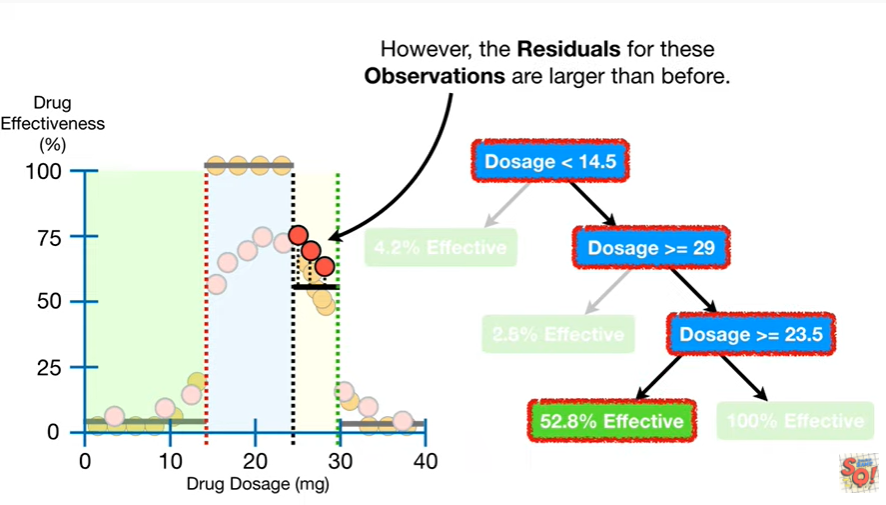 However, the Residuals for these
Observations are larger than before.
Drug
Effectiveness
(%)
100
75
50
25
0
0 10 20 30 40
Drug Dosage (mg)
Dosage < 14.5
4.2% Effective
Dosage >= 29
2.5% Effective
Dosage >= 23.5
52.8% Effective
100% Effective
SQ!